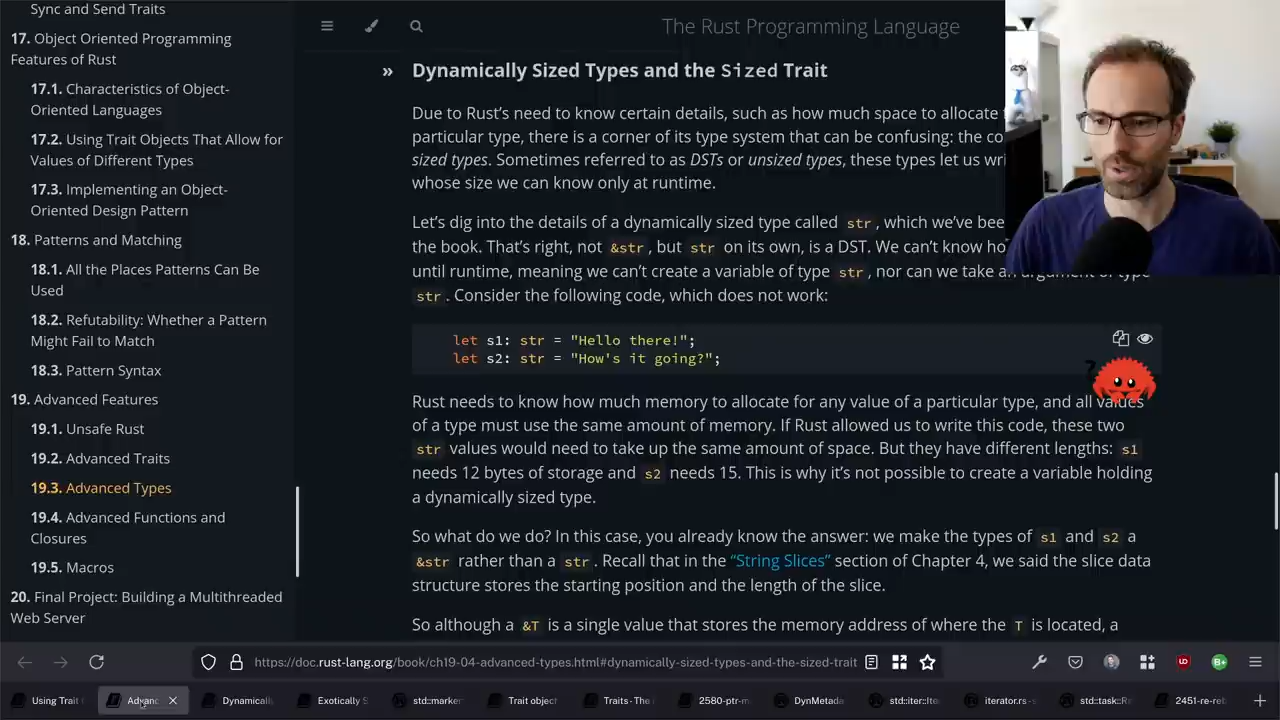 Sync and Send Traits
17. Object Oriented Programming
Features of Rust
17.1. Characteristics of Object-
Oriented Languages
17.2. Using Trait Objects That Allow for
Values of Different Types
17.3. Implementing an Object-
Oriented Design Pattern
18. Patterns and Matching
18.1. All the Places Patterns Can Be
Used
18.2. Refutability: Whether a Pattern
Might Fail to Match
18.3. Pattern Syntax
19. Advanced Features
19.1. Unsafe Rust
19.2. Advanced Traits
19.3. Advanced Types
19.4. Advanced Functions and
Closures
19.5. Macros
20. Final Project: Building a Multithreaded
Web Server
The Rust Programming Language
» Dynamically Sized Types and the Sized Trait
Due to Rust’s need to know certain details, such as how much space to allocate
particular type, there is a corner of its type system that can be confusing: the
sized types. Sometimes referred to as DSTs or unsized types, these types let us
whose size we can know only at runtime.
Let’s dig into the details of a dynamically sized type called str, which we’ve
the book. That’s right, not &str, but str on its own, is a DST. We can’t know
until runtime, meaning we can’t create a variable of type str, nor can we take an argument of type
str. Consider the following code, which does not work:
let s1: str = "Hello there!";
let s2: str = "How's it going?";
?
Rust needs to know how much memory to allocate for any value of a particular type, and all values
of a type must use the same amount of memory. If Rust allowed us to write this code, these two
str values would need to take up the same amount of space. But they have different lengths: s1
needs 12 bytes of storage and s2 needs 15. This is why it’s not possible to create a variable holding
a dynamically sized type.
So what do we do? In this case, you already know the answer: we make the types of s1 and s2 a
&str rather than a str. Recall that in the “String Slices” section of Chapter 4, we said the slice data
structure stores the starting position and the length of the slice.
So although a &T is a single value that stores the memory address of where the T is located, a
https://doc.rust-lang.org/book/ch19-04-advanced-types.html#dynamically-sized-types-and-the-sized-trait
Using Trait
Advanc
Dynamically
Exotically S
std::marker
Trait object
Traits - The
2580-ptr-m
DynMetada
std::iter::Ite
iterator.rs -
std::task::R
2451-re-reb